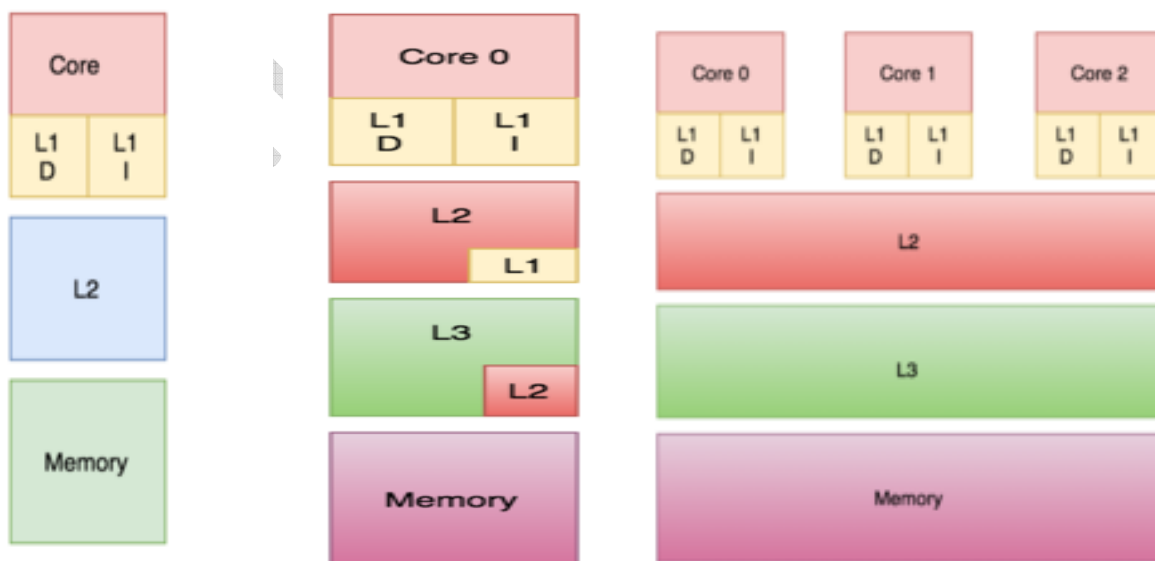 Core
L1 L1
D I
L2
Memory
Core 0
L1 L1
D I
L2
L1
L3
L2
Memory
Core 0 Core 1 Core 2
L1 L1 L1 L1 L1 L1
D I D I D I
L2
L3
Memory